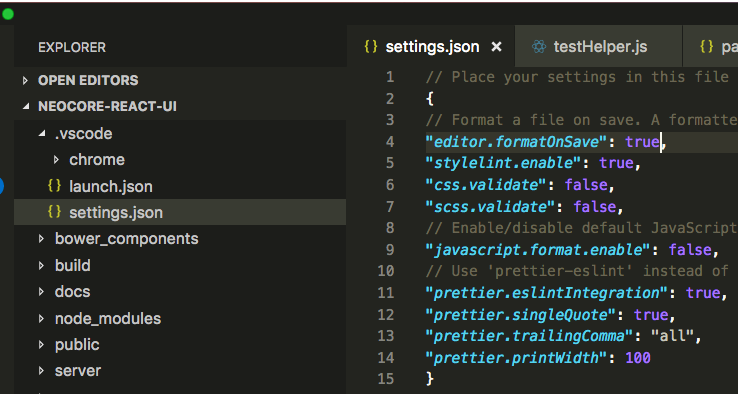 EXPLORER
OPEN EDITORS
NEOCORE-REACT-UI
.vscode
chrome
{} launch.json
{} settings.json
bower_components
build
docs
node_modules
public
server
{} settings.json ×
testHelper.js
{} pa
1 // Place your settings in this file
2 {
3 // Format a file on save. A formatte
4 "editor.formatOnSave": true,
5 "stylelint.enable": true,
6 "css.validate": false,
7 "scss.validate": false,
8 // Enable/disable default JavaScript
9 "javascript.format.enable": false,
10 // Use 'prettier-eslint' instead of
11 "prettier.eslintIntegration": true,
12 "prettier.singleQuote": true,
13 "prettier.trailingComma": "all",
14 "prettier.printWidth": 100
15 }